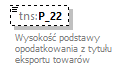 tns:P_22
Wysokość podstawy
opodatkowania z tytułu
eksportu towarów